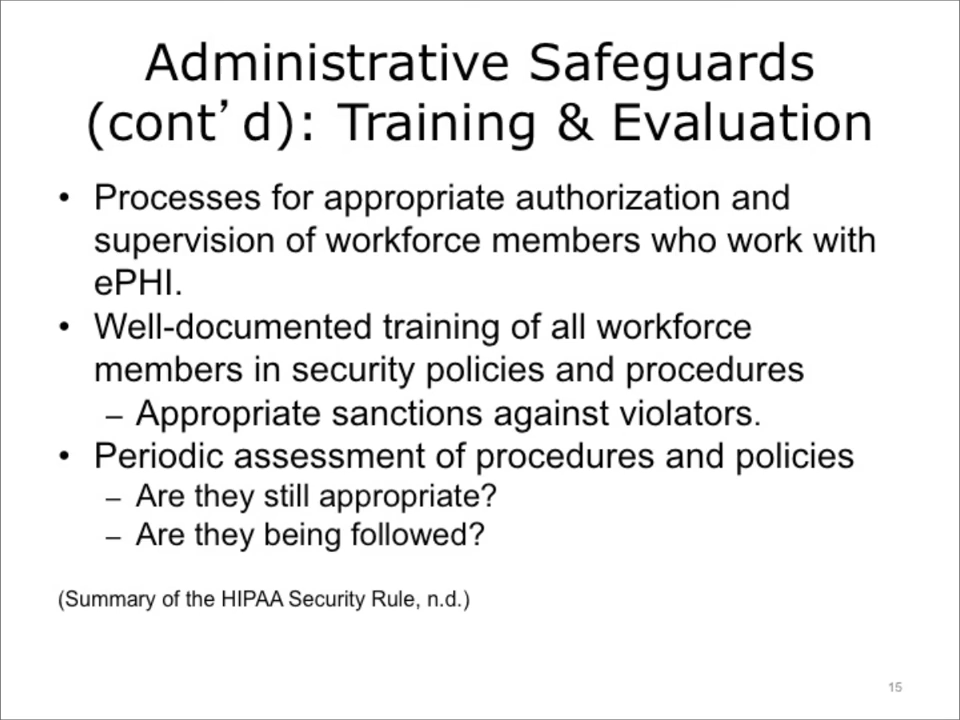 Administrative Safeguards
(cont’d): Training & Evaluation
• Processes for appropriate authorization and
supervision of workforce members who work with
ePHI.
• Well-documented training of all workforce
members in security policies and procedures
– Appropriate sanctions against violators.
• Periodic assessment of procedures and policies
– Are they still appropriate?
– Are they being followed?
(Summary of the HIPAA Security Rule, n.d.)
15